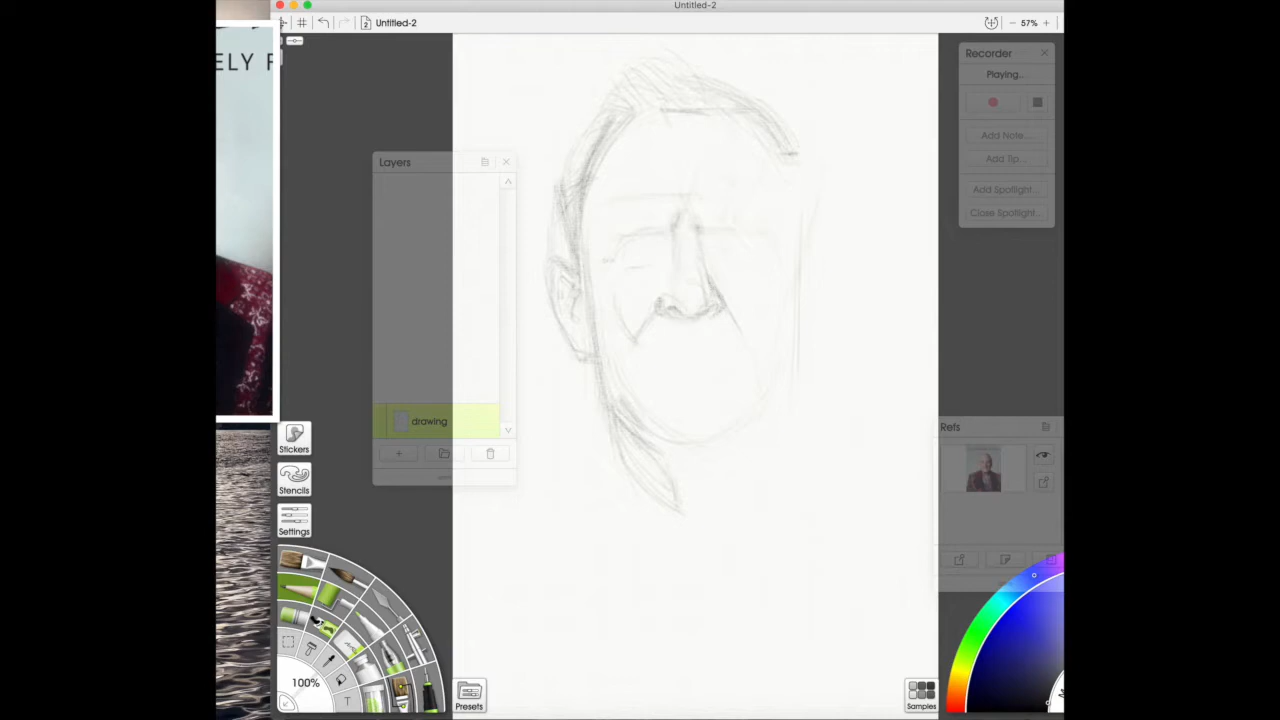 Untitled-2
Untitled-2
57%
ELY F
Recorder
Playing...
Add Note...
Add Tip...
Add Spotlight...
Close Spotlight...
Layers
drawing
Refs
Stickers
Stencils
Settings
100%
T
Presets
Samples